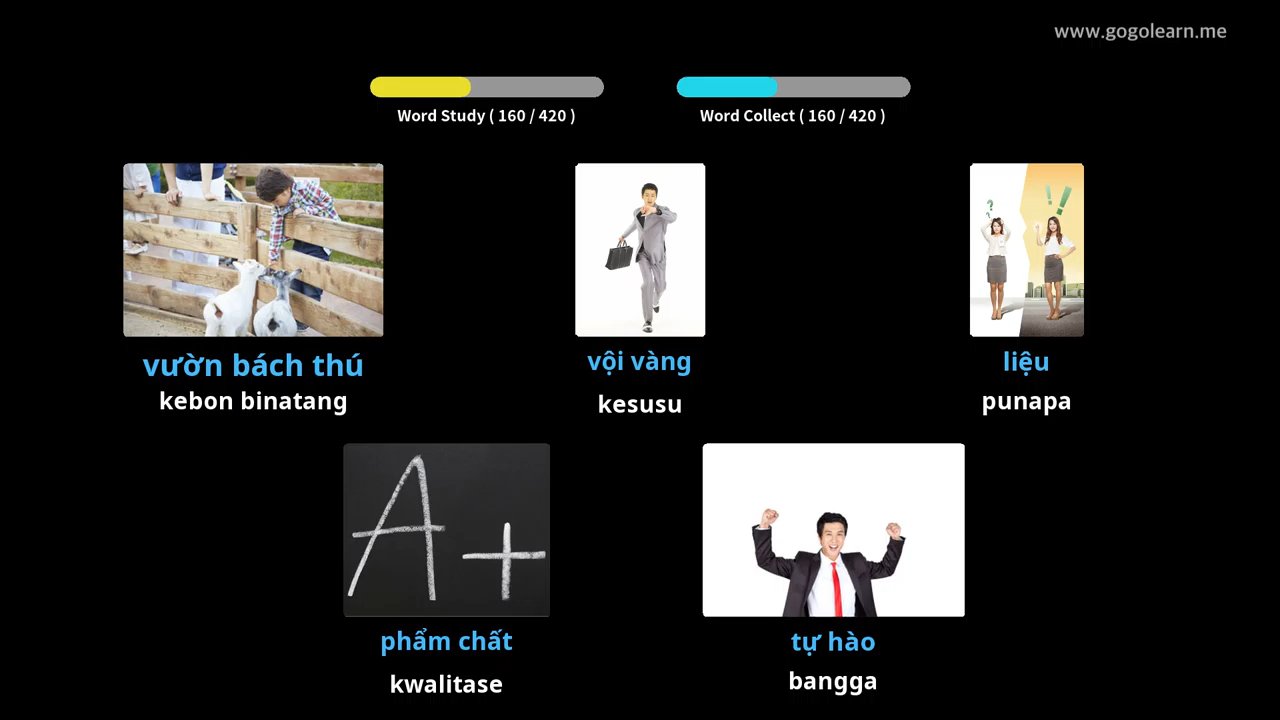 www.gogolearn.me
Word Study ( 160 / 420 )
Word Collect ( 160 / 420 )
vườn bách thú
kebon binatang
vội vàng
kesusu
liệu
punapa
A+
phẩm chất
kwalitase
tự hào
bangga